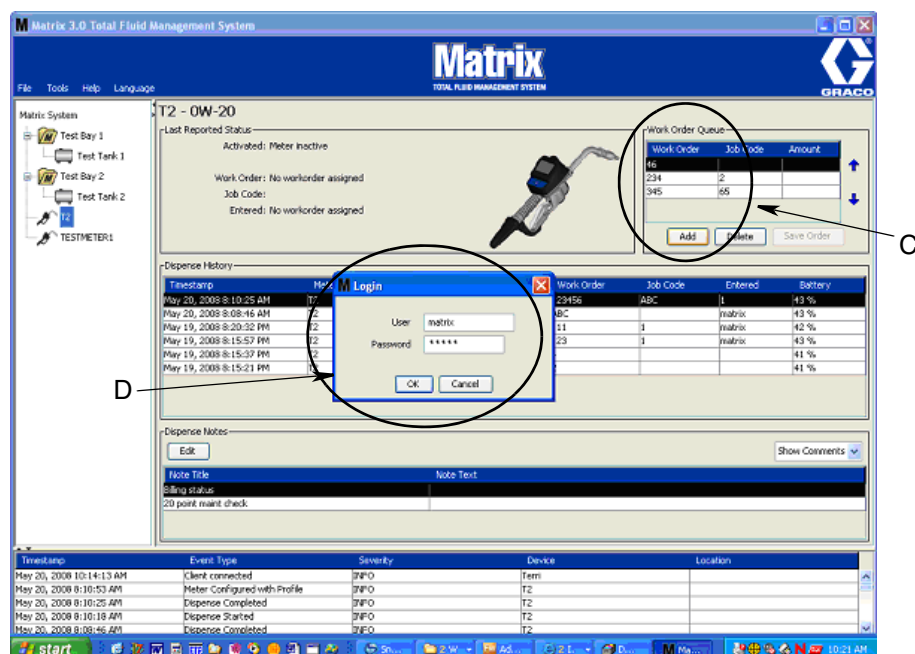 Matrix 3.0 Total Fluid Management System
File Tools Help Language
Matrix
TOTAL FLUID MANAGEMENT SYSTEM
GRACO
Matrix System
Test Bay 1
Test Tank 1
Test Bay 2
Test Tank 2
T2
TESTMETER1
T2 - 0W-20
Last Reported Status
Activated: Meter Inactive
Work Order: No workorder assigned
Job Code:
Entered: No workorder assigned
Work Order Queue
Work Order Job Code Amount
46
234 2
345 65
Add Delete Save Order
C
Dispense History
Timestamp Work Order Job Code Entered Battery
May 20, 2008 8:10:25 AM T2 23456 ABC 1 43 %
May 20, 2008 8:08:46 AM T2 ABC matrix 43 %
May 19, 2008 8:20:32 PM T2 11 1 matrix 42 %
May 19, 2008 8:15:57 PM T2 23 1 matrix 43 %
May 19, 2008 8:15:37 PM T2 41 %
May 19, 2008 8:15:21 PM T2 41 %
M Login
User matrix
Password *****
OK Cancel
D
Dispense Notes
Edit Show Comments
Note Title Note Text
Billing status
20 point maint check
Timestamp Event Type Severity Device Location
May 20, 2008 10:14:13 AM Client connected INFO Terri
May 20, 2008 8:10:53 AM Meter Configured with Profile INFO T2
May 20, 2008 8:10:25 AM Dispense Completed INFO T2
May 20, 2008 8:10:18 AM Dispense Started INFO T2
May 20, 2008 8:08:46 AM Dispense Completed INFO T2
start Sn... 2 W... Ad... 2 I... D... Ma... 10:21 AM